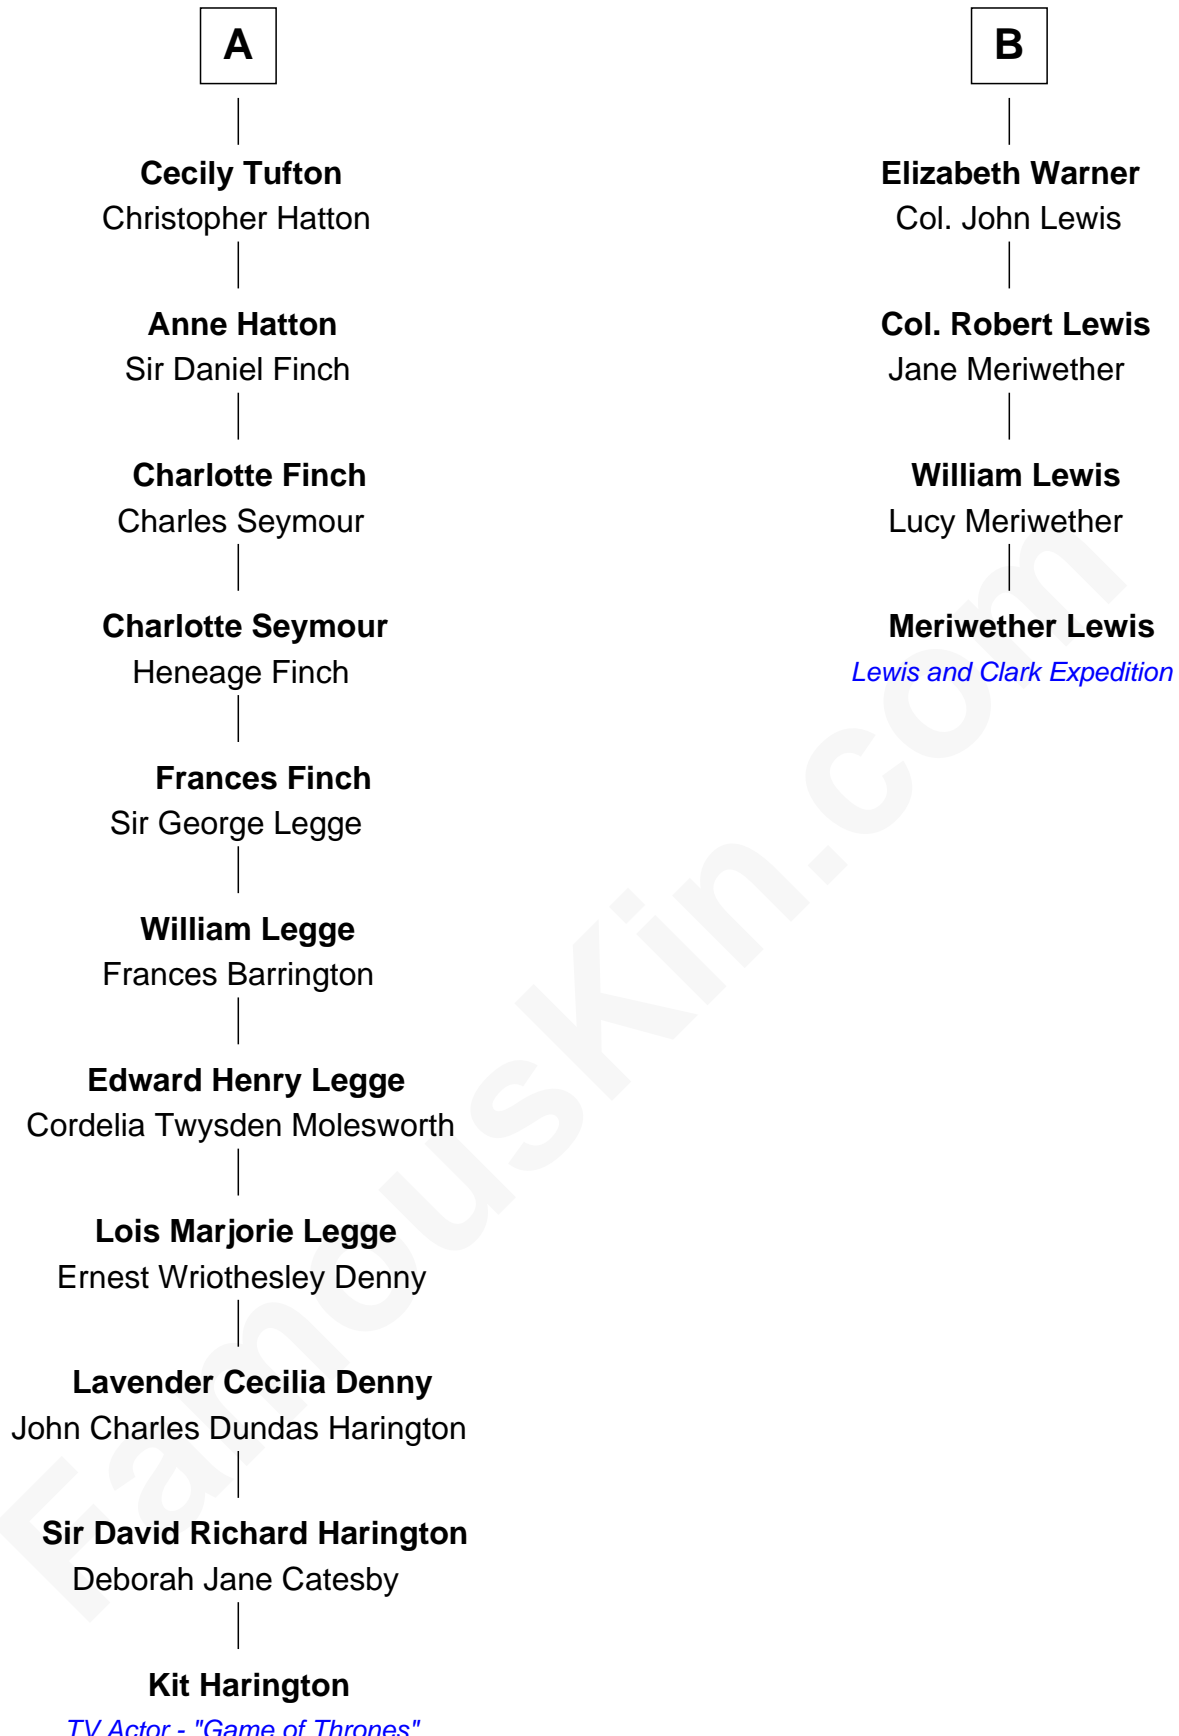 A
Cecily Tufton
Christopher Hatton
Anne Hatton
Sir Daniel Finch
Charlotte Finch
Charles Seymour
Charlotte Seymour
Heneage Finch
Frances Finch
Sir George Legge
William Legge
Frances Barrington
Edward Henry Legge
Cordelia Twysden Molesworth
Lois Marjorie Legge
Ernest Wriothesley Denny
Lavender Cecilia Denny
John Charles Dundas Harington
Sir David Richard Harington
Deborah Jane Catesby
Kit Harington
TV Actor - "Game of Thrones"
B
Elizabeth Warner
Col. John Lewis
Col. Robert Lewis
Jane Meriwether
William Lewis
Lucy Meriwether
Meriwether Lewis
Lewis and Clark Expedition
FamousKin.com